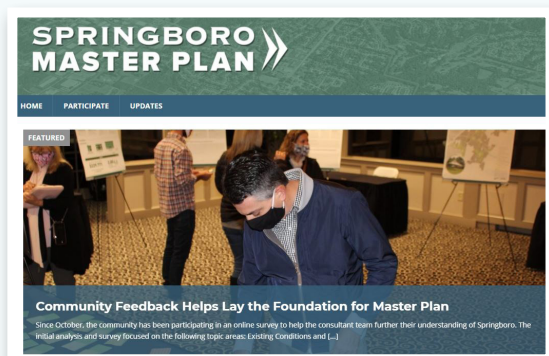 SPRINGBORO
MASTER PLAN
HOME PARTICIPATE UPDATES
FEATURED
Community Feedback Helps Lay the Foundation for Master Plan
Since October, the community has been participating in an online survey to help the consultant team further their understanding of Springboro. The
initial analysis and survey focused on the following topic areas: Existing Conditions and [...]